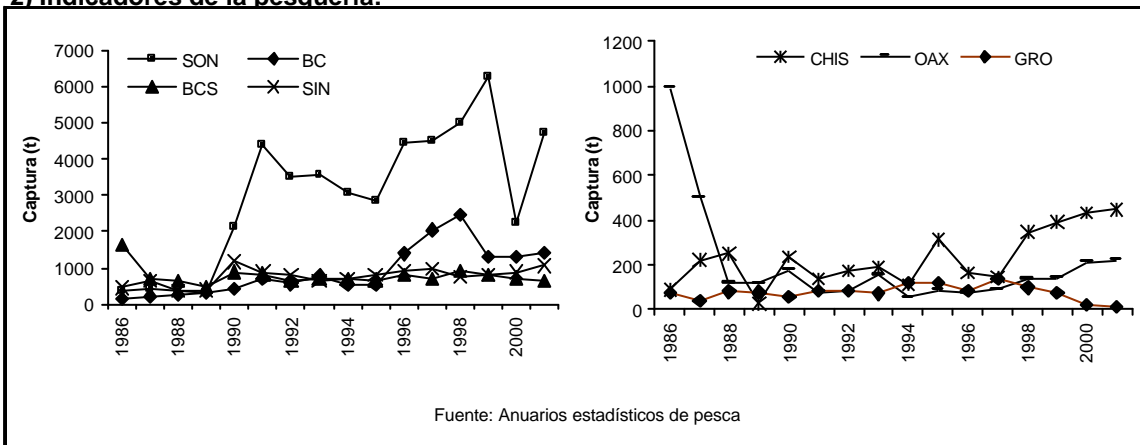 2) Indicadores de la pesquería:
7000
6000
5000
4000
3000
2000
1000
0
Captura (t)
SON
BC
BCS
SIN
1986
1988
1990
1992
1994
1996
1998
2000
1200
1000
800
600
400
200
0
Captura (t)
CHIS
OAX
GRO
1986
1988
1990
1992
1994
1996
1998
2000
Fuente: Anuarios estadísticos de pesca